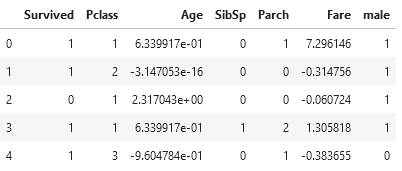 Survived Pclass Age SibSp Parch Fare male
0 1 1 6.339917e-01 0 1 7.296146 1
1 1 2 -3.147053e-16 0 0 -0.314756 1
2 0 1 2.317043e+00 0 0 -0.060724 1
3 1 1 6.339917e-01 1 2 1.305818 1
4 1 3 -9.604784e-01 0 1 -0.383655 0